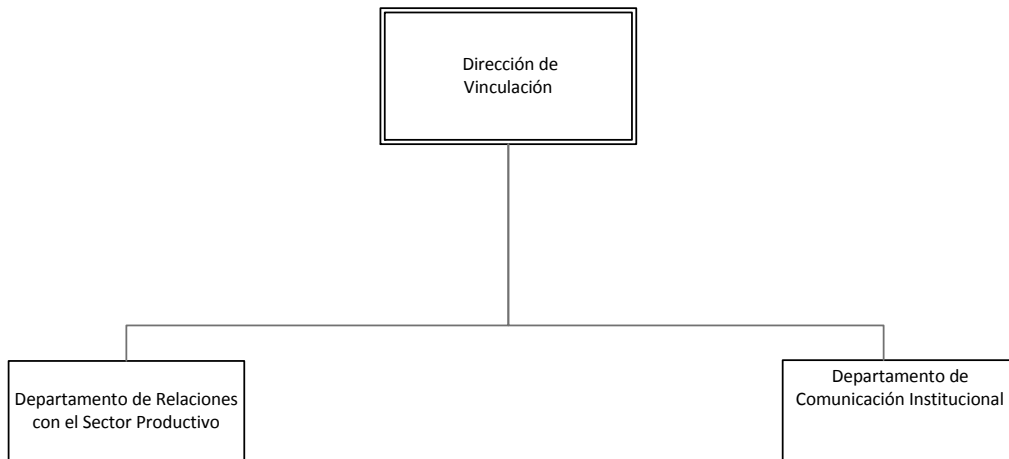 Dirección de
Vinculación
Departamento de Relaciones
con el Sector Productivo
Departamento de
Comunicación Institucional